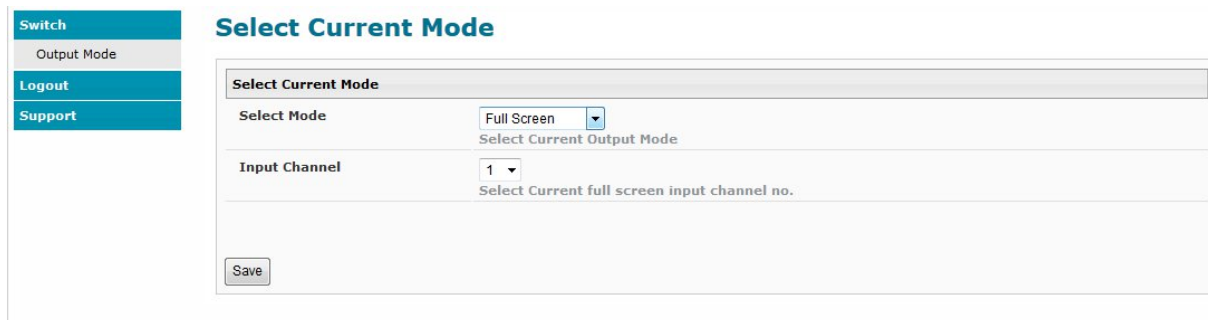 Switch
Output Mode
Logout
Support
Select Current Mode
Select Current Mode
Select Mode
Full Screen
Select Current Output Mode
Input Channel
1
Select Current full screen input channel no.
Save